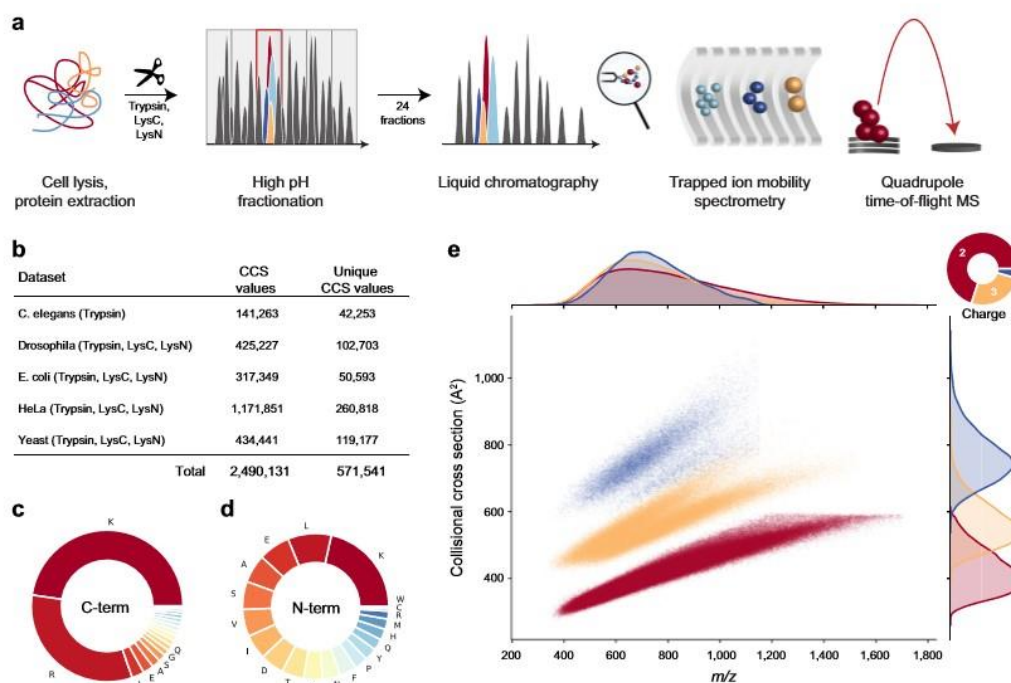 a
Trypsin,
LysC,
LysN
24
fractions
Cell lysis,
protein extraction
High pH
fractionation
Liquid chromatography
Trapped ion mobility
spectrometry
Quadrupole
time-of-flight MS
b
Dataset CCS values Unique CCS values
C. elegans (Trypsin) 141,263 42,253
Drosophila (Trypsin, LysC, LysN) 425,227 102,703
E. coli (Trypsin, LysC, LysN) 317,349 50,593
HeLa (Trypsin, LysC, LysN) 1,171,851 260,818
Yeast (Trypsin, LysC, LysN) 434,441 119,177
Total 2,490,131 571,541
c
K
R
E
A
S
G
Q
C-term
d
L
K
E
A
S
V
I
D
P
Y
Q
H
M
R
C
W
N-term
e
2
3
Charge
Collisional cross section (A²)
1,000
800
600
400
200
400
600
800
1,000
1,200
1,400
1,600
1,800
m/z